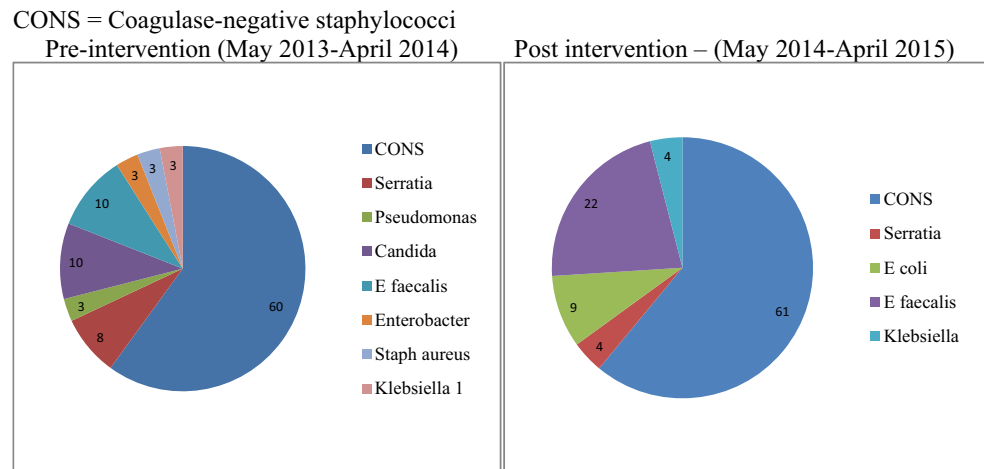 CONS = Coagulase-negative staphylococci
Pre-intervention (May 2013-April 2014)
3
3
3
10
10
3
8
60
CONS
Serratia
Pseudomonas
Candida
E faecalis
Enterobacter
Staph aureus
Klebsiella 1
Post intervention – (May 2014-April 2015)
4
22
9
4
61
CONS
Serratia
E coli
E faecalis
Klebsiella